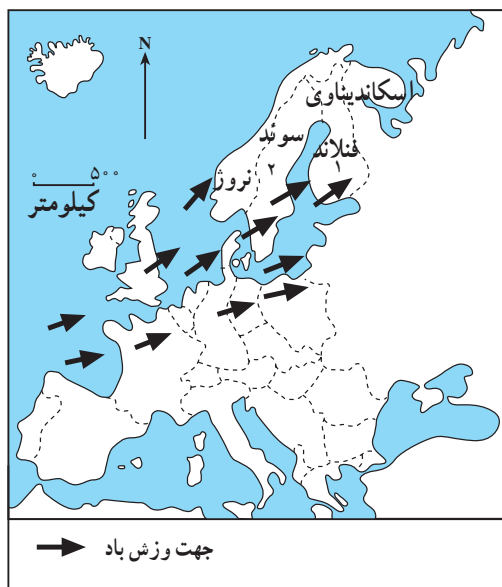 N
اسکاندیناوی
سوئد
۲
فنلاند
۱
نروژ
۵۰۰
۰
کیلومتر
جهت وزش باد